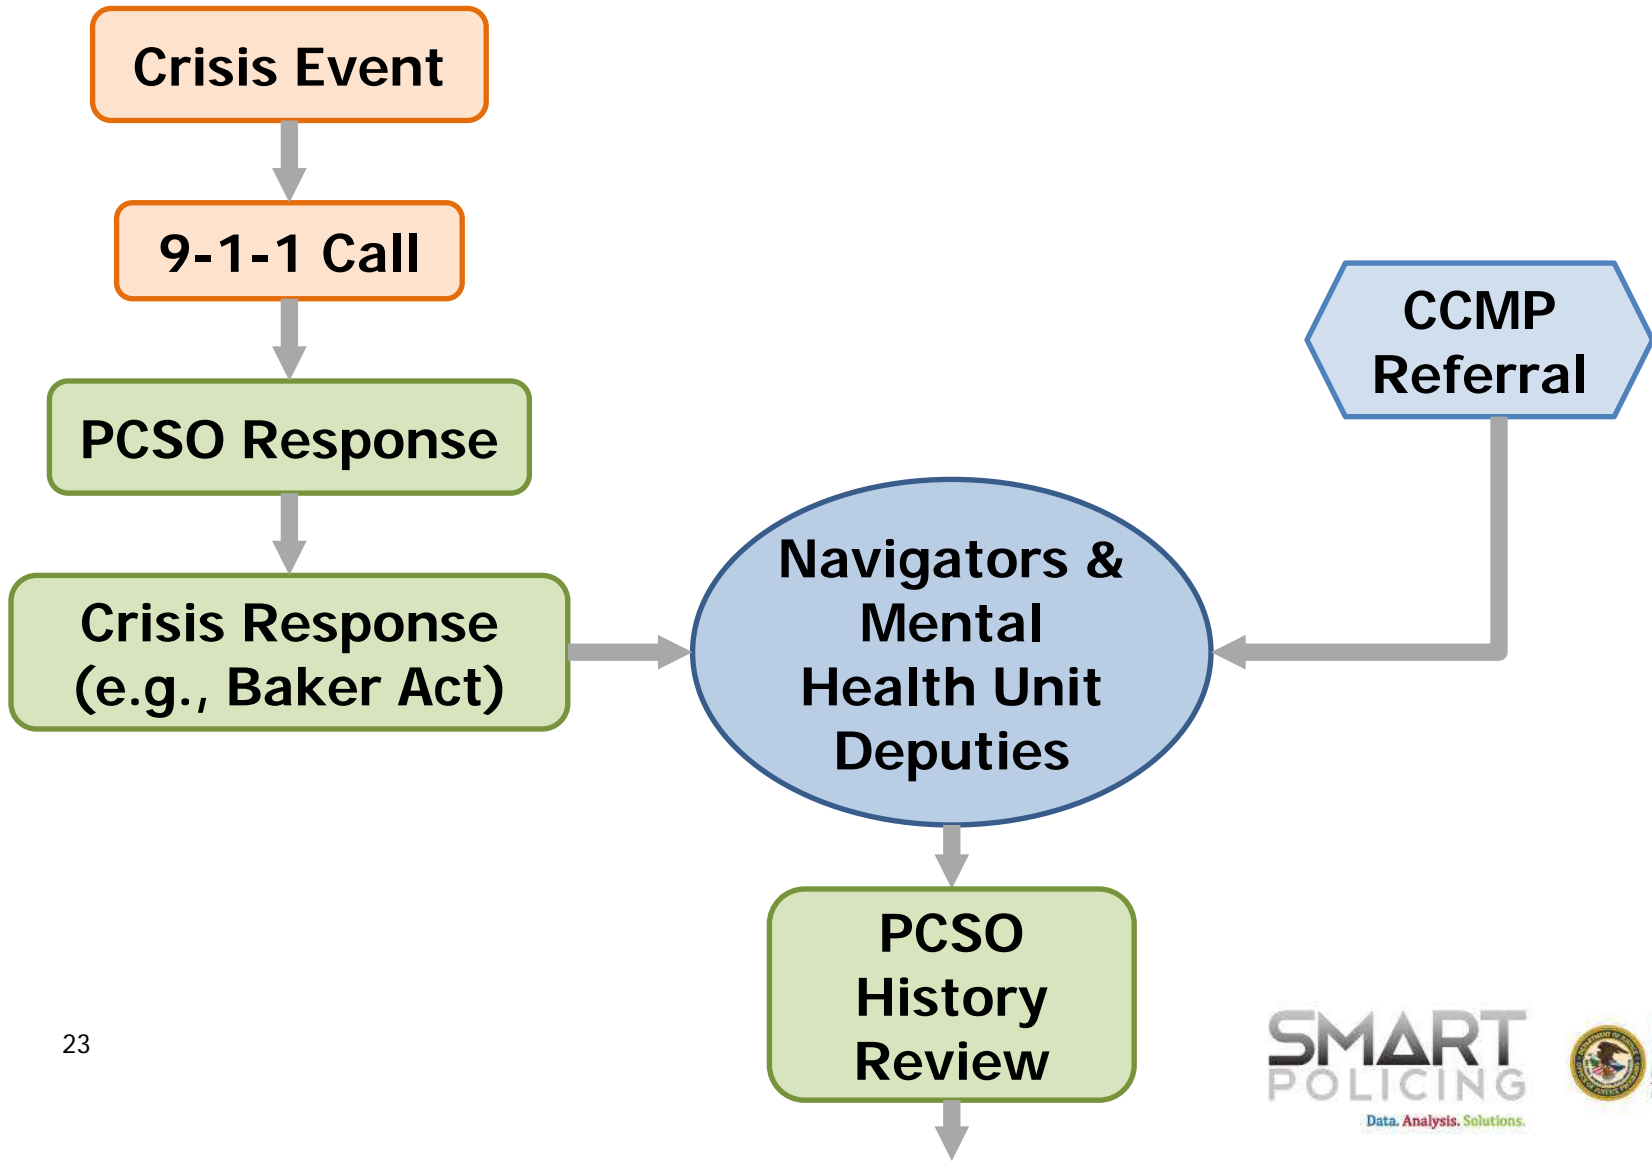 Crisis Event
9-1-1 Call
PCSO Response
Crisis Response
(e.g., Baker Act)
Navigators &
Mental
Health Unit
Deputies
CCMP
Referral
PCSO
History
Review
23
SMART
POLICING
Data. Analysis. Solutions.